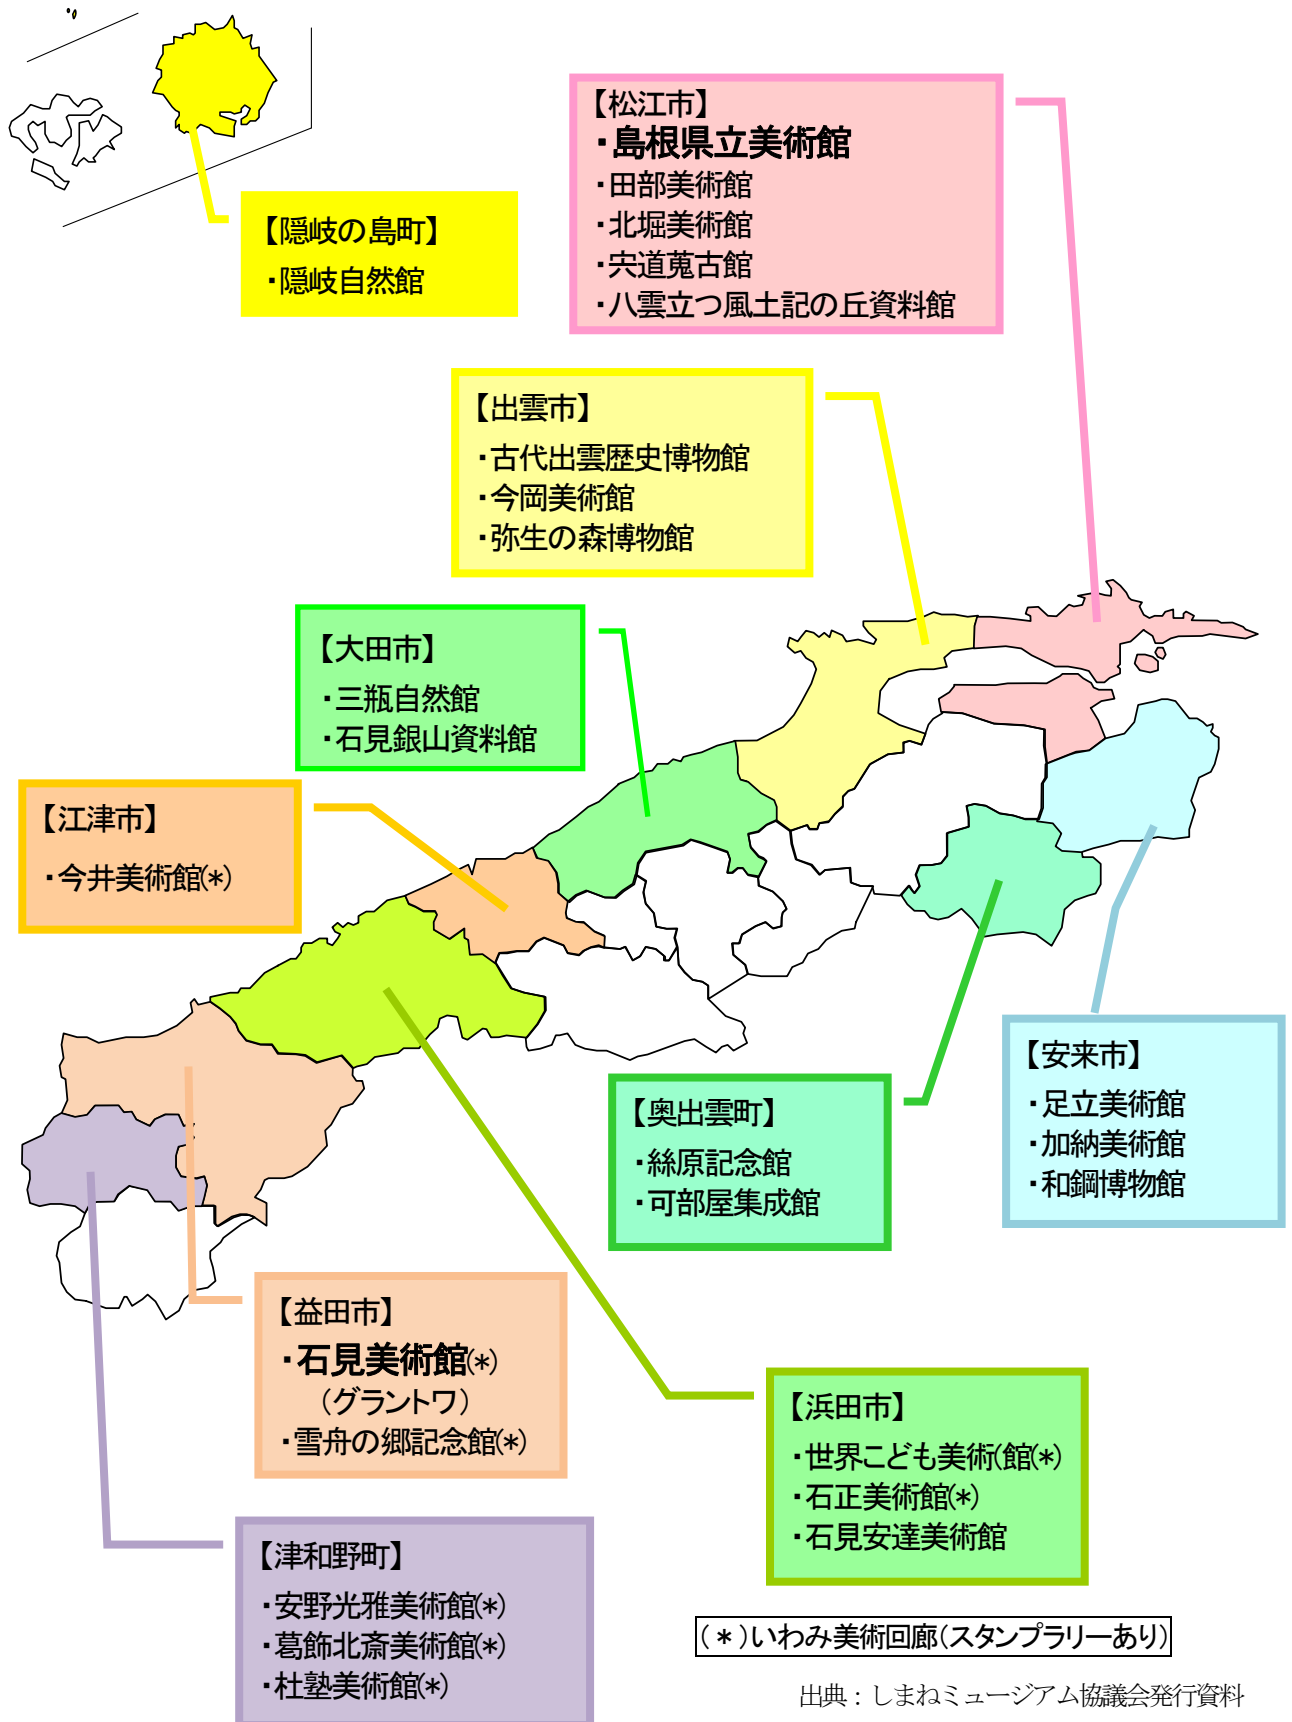 【松江市】
・島根県立美術館
・田部美術館
・北堀美術館
・宍道蒐古館
・八雲立つ風土記の丘資料館
【隠岐の島町】
・隠岐自然館
【出雲市】
・古代出雲歴史博物館
・今岡美術館
・弥生の森博物館
【大田市】
・三瓶自然館
・石見銀山資料館
【江津市】
・今井美術館(*)
【安来市】
・足立美術館
・加納美術館
・和鋼博物館
【奥出雲町】
・絲原記念館
・可部屋集成館
【益田市】
・石見美術館(*)
（グラントワ）
・雪舟の郷記念館(*)
【浜田市】
・世界こども美術(館(*)
・石正美術館(*)
・石見安達美術館
【津和野町】
・安野光雅美術館(*)
・葛飾北斎美術館(*)
・杜塾美術館(*)
(＊)いわみ美術回廊(スタンプラリーあり)
出典：しまねミュージアム協議会発行資料